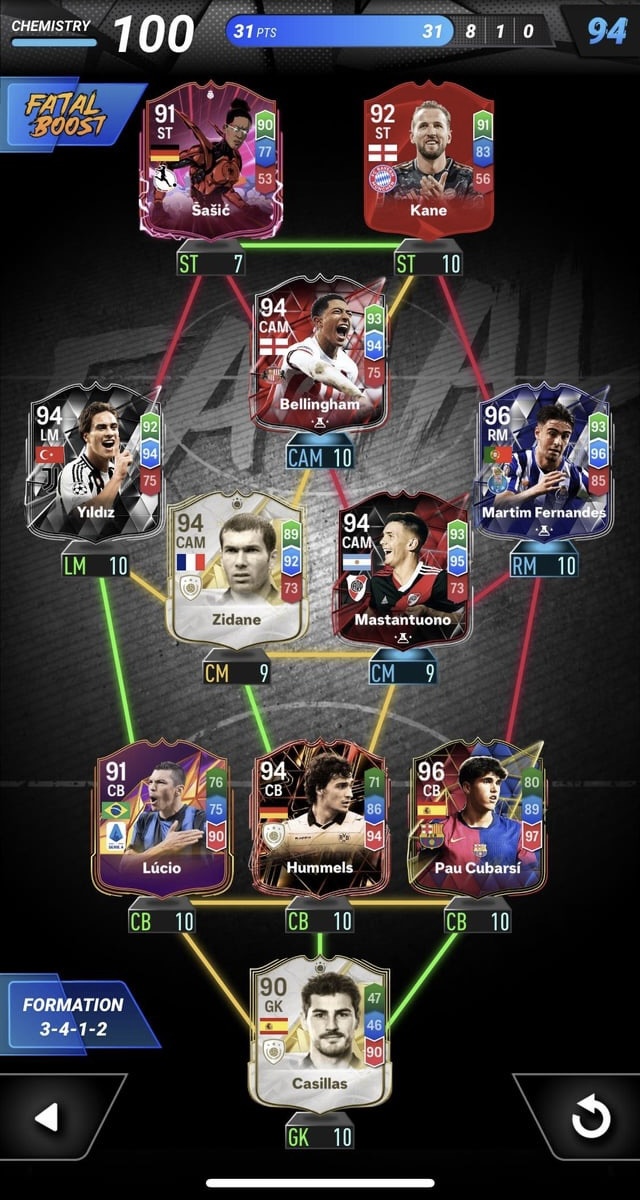 CHEMISTRY 100 31 PTS 31 8 1 0 94
FATAL
BOOST
91
ST
90
77
53
Šašić
ST 7
92
ST
91
83
56
Kane
ST 10
94
CAM
93
94
75
Bellingham
CAM 10
94
LM
92
94
75
Yıldız
LM 10
96
RM
93
96
85
Martim Fernandes
RM 10
94
CAM
89
92
73
Zidane
CM 9
94
CAM
93
95
73
Mastantuono
CM 9
91
CB
76
75
90
SERIE A
Lúcio
CB 10
94
CB
71
86
94
Hummels
CB 10
96
CB
80
89
97
Pau Cubarsí
CB 10
90
GK
47
46
90
Casillas
GK 10
FORMATION
3-4-1-2